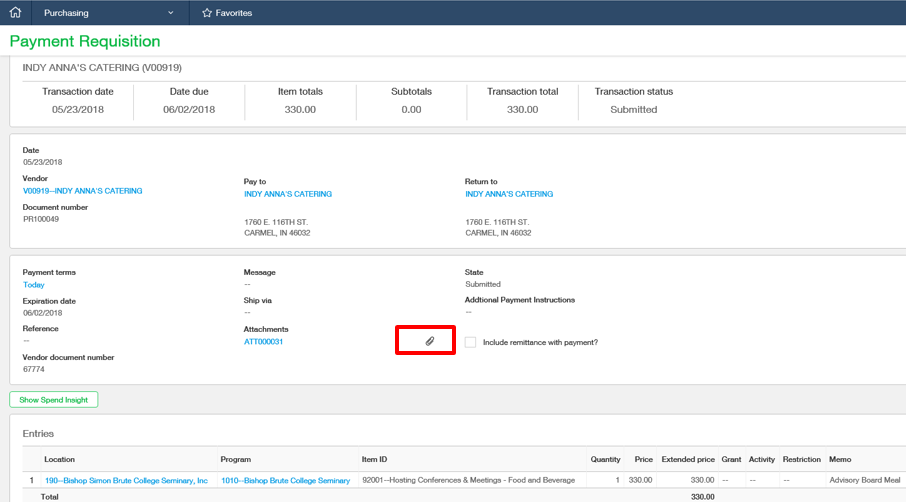 Purchasing
Favorites
Payment Requisition
INDY ANNA'S CATERING (V00919)
Transaction date Date due Item totals Subtotals Transaction total Transaction status
05/23/2018 06/02/2018 330.00 0.00 330.00 Submitted
Date
05/23/2018
Vendor
V00919--INDY ANNA'S CATERING
Document number
PR100049
Pay to
INDY ANNA'S CATERING
1760 E. 116TH ST.
CARMEL, IN 46032
Return to
INDY ANNA'S CATERING
1760 E. 116TH ST.
CARMEL, IN 46032
Payment terms
Today
Expiration date
06/02/2018
Reference
--
Vendor document number
67774
Message
--
Ship via
--
Attachments
ATT000031
State
Submitted
Addtional Payment Instructions
--
Include remittance with payment?
Show Spend Insight
Entries
Location Program Item ID Quantity Price Extended price Grant Activity Restriction Memo
1 190--Bishop Simon Brute College Seminary, Inc 1010--Bishop Brute College Seminary 92001--Hosting Conferences & Meetings - Food and Beverage 1 330.00 330.00 -- -- -- Advisory Board Meal
Total 330.00